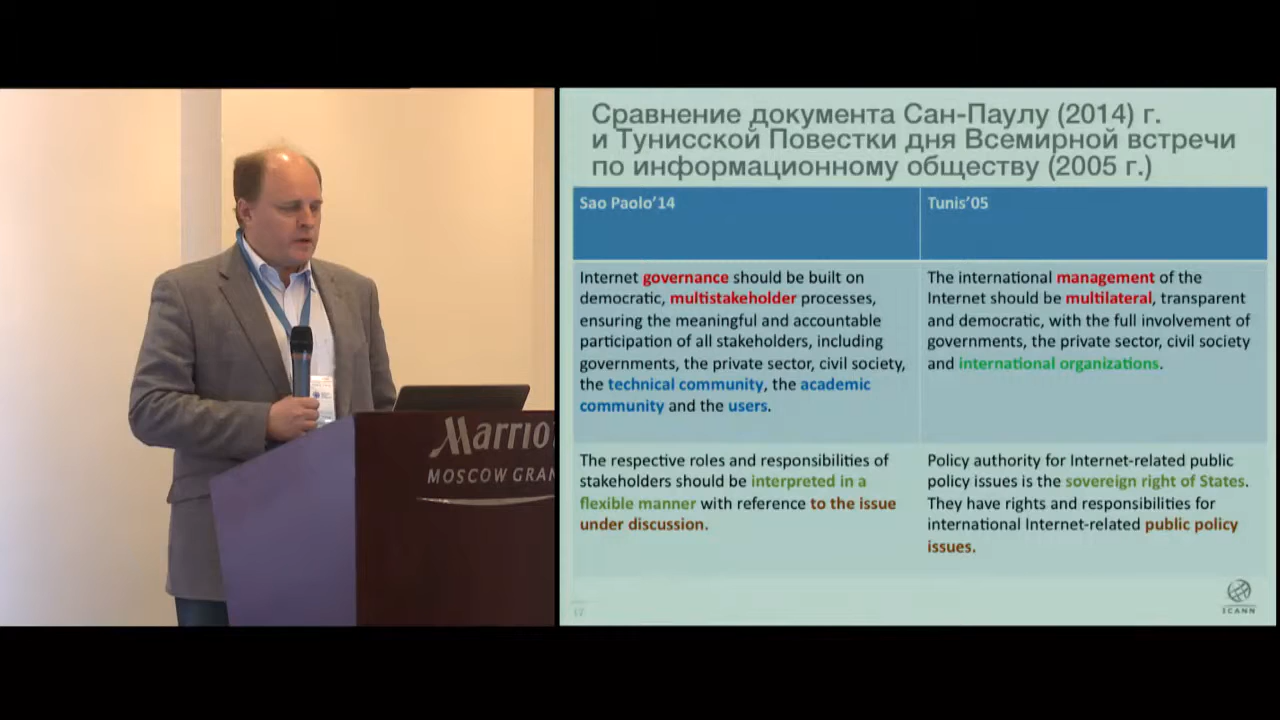 Сравнение документа Сан-Паулу (2014) г.
и Тунисской Повестки дня Всемирной встречи
по информационному обществу (2005 г.)
Sao Paolo’14
Tunis’05
Internet governance should be built on
democratic, multistakeholder processes,
ensuring the meaningful and accountable
participation of all stakeholders, including
governments, the private sector, civil society,
the technical community, the academic
community and the users.
The international management of the
Internet should be multilateral, transparent
and democratic, with the full involvement of
governments, the private sector, civil society
and international organizations.
The respective roles and responsibilities of
stakeholders should be interpreted in a
flexible manner with reference to the issue
under discussion.
Policy authority for Internet-related public
policy issues is the sovereign right of States.
They have rights and responsibilities for
international Internet-related public policy
issues.
ICANN
Marrio
MOSCOW GRAN